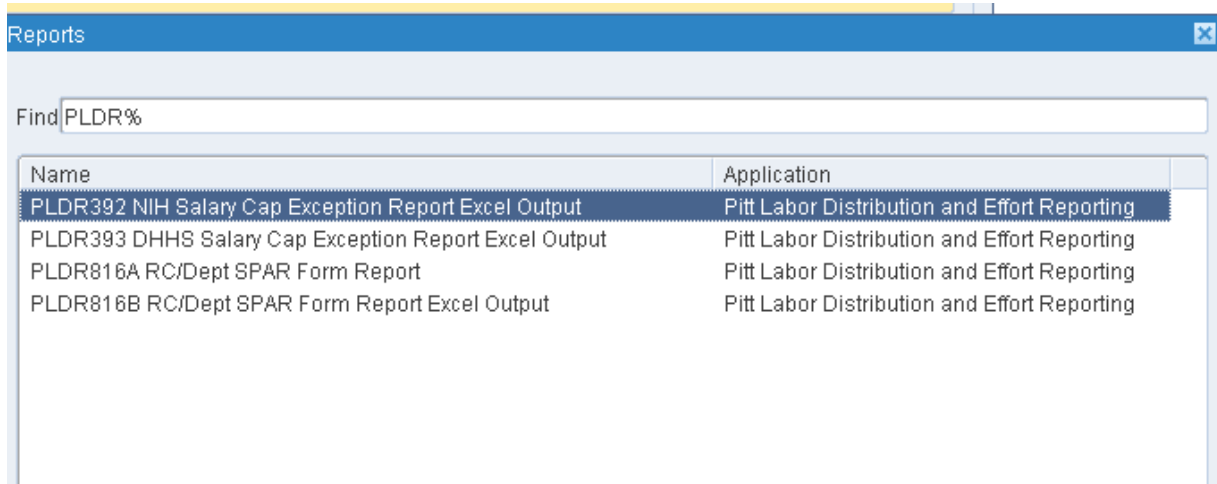 Reports
Find PLDR%
Name Application
PLDR392 NIH Salary Cap Exception Report Excel Output Pitt Labor Distribution and Effort Reporting
PLDR393 DHHS Salary Cap Exception Report Excel Output Pitt Labor Distribution and Effort Reporting
PLDR816A RC/Dept SPAR Form Report Pitt Labor Distribution and Effort Reporting
PLDR816B RC/Dept SPAR Form Report Excel Output Pitt Labor Distribution and Effort Reporting